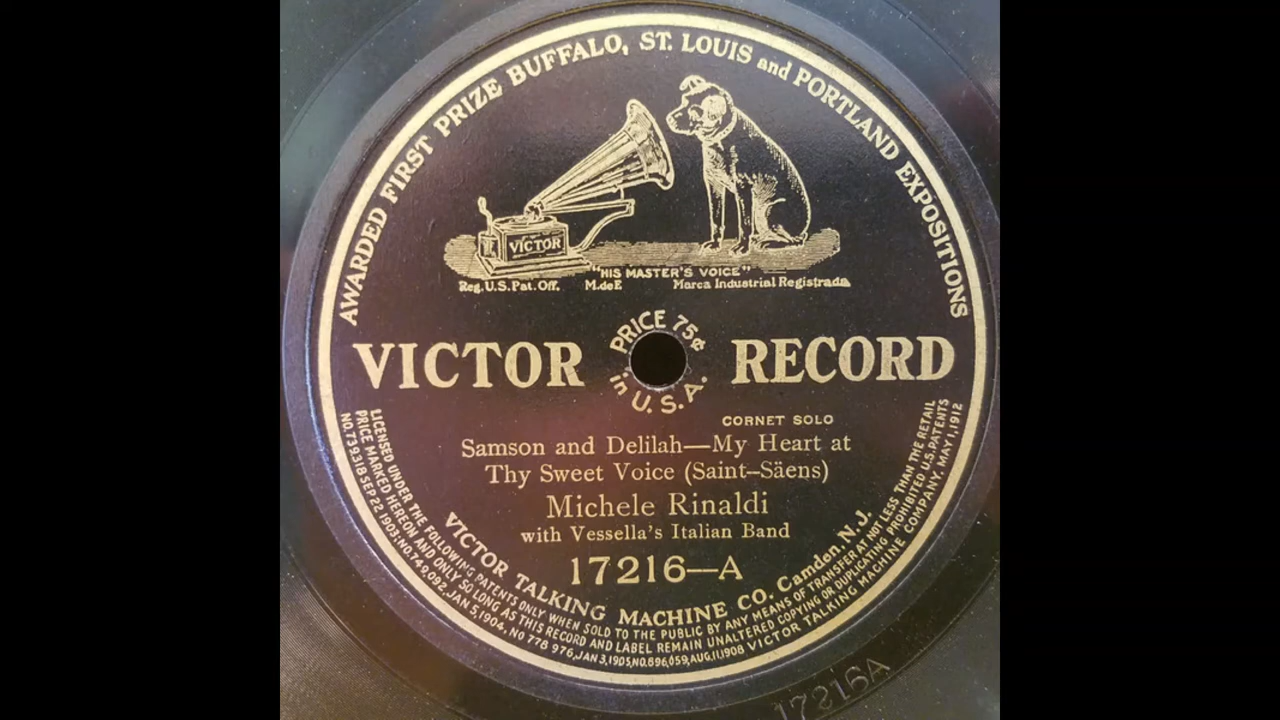 AWARDED FIRST PRIZE BUFFALO, ST. LOUIS and PORTLAND EXPOSITIONS
VICTOR
"HIS MASTER'S VOICE"
Reg. U.S. Pat. Off. M. de F. Marca Industrial Registrada
PRICE 75¢
VICTOR RECORD
in U.S.A.
CORNET SOLO
Samson and Delilah—My Heart at
Thy Sweet Voice (Saint-Säens)
Michele Rinaldi
with Vessella's Italian Band
17216—A
VICTOR TALKING MACHINE CO. Camden, N.J.
LICENSED UNDER THE FOLLOWING PATENTS ONLY WHEN SOLD TO THE PUBLIC BY ANY MEANS OF TRANSFER AT NOT LESS THAN THE RETAIL
PRICE MARKED HEREON AND ONLY SO LONG AS THIS RECORD AND LABEL REMAIN UNALTERED COPYING OR DUPLICATING PROHIBITED U.S. PATENTS
NO. 739,318 SEP 22 1903; NO. 749,092, JAN 5, 1904, NO 778 976, JAN 3, 1905, NO. 896,059, AUG, 11, 1908 VICTOR TALKING MACHINE COMPANY, MAY 1, 1912
17216A